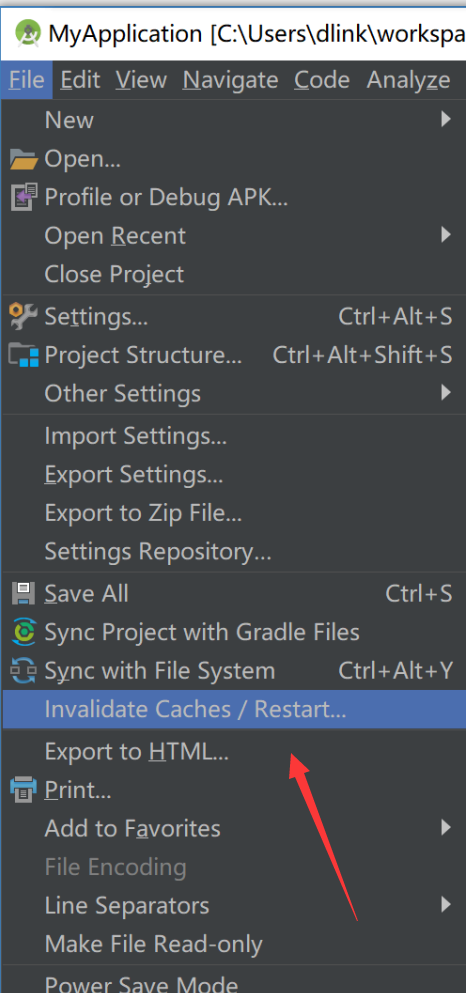 MyApplication [C:\Users\dlink\workspa
File Edit View Navigate Code Analyze
New
Open...
Profile or Debug APK...
Open Recent
Close Project
Settings... Ctrl+Alt+S
Project Structure... Ctrl+Alt+Shift+S
Other Settings
Import Settings...
Export Settings...
Export to Zip File...
Settings Repository...
Save All Ctrl+S
Sync Project with Gradle Files
Sync with File System Ctrl+Alt+Y
Invalidate Caches / Restart...
Export to HTML...
Print...
Add to Favorites
File Encoding
Line Separators
Make File Read-only
Power Save Mode